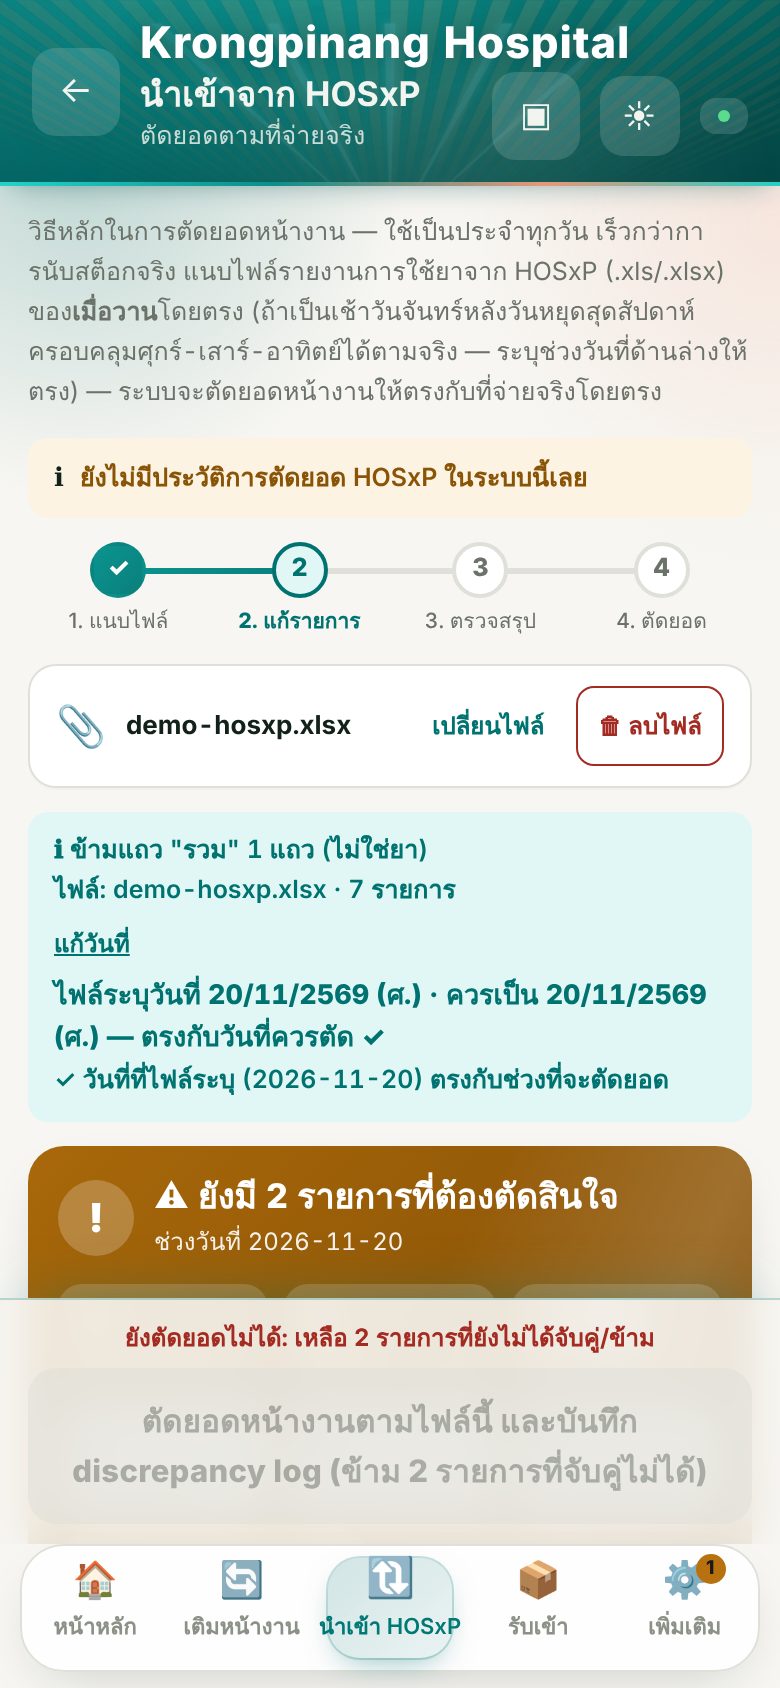 Krongpinang Hospital
นำเข้าจาก HOSxP
ตัดยอดตามที่จ่ายจริง
วิธีหลักในการตัดยอดหน้างาน — ใช้เป็นประจำทุกวัน เร็วกว่ากา
รนับสต็อกจริง แนบไฟล์รายงานการใช้ยาจาก HOSxP (.xls/.xlsx)
ของเมื่อวานโดยตรง (ถ้าเป็นเช้าวันจันทร์หลังวันหยุดสุดสัปดาห์
ครอบคลุมศุกร์-เสาร์-อาทิตย์ได้ตามจริง — ระบุช่วงวันที่ด้านล่างให้
ตรง) — ระบบจะตัดยอดหน้างานให้ตรงกับที่จ่ายจริงโดยตรง
ℹ ยังไม่มีประวัติการตัดยอด HOSxP ในระบบนี้เลย
✓ 2 3 4
1. แนบไฟล์ 2. แก้รายการ 3. ตรวจสรุป 4. ตัดยอด
demo-hosxp.xlsx เปลี่ยนไฟล์ 🗑 ลบไฟล์
ℹ ข้ามแถว "รวม" 1 แถว (ไม่ใช่ยา)
ไฟล์: demo-hosxp.xlsx · 7 รายการ
แก้วันที่
ไฟล์ระบุวันที่ 20/11/2569 (ศ.) · ควรเป็น 20/11/2569
(ศ.) — ตรงกับวันที่ควรตัด ✓
✓ วันที่ที่ไฟล์ระบุ (2026-11-20) ตรงกับช่วงที่จะตัดยอด
! ⚠ ยังมี 2 รายการที่ต้องตัดสินใจ
ช่วงวันที่ 2026-11-20
ยังตัดยอดไม่ได้: เหลือ 2 รายการที่ยังไม่ได้จับคู่/ข้าม
ตัดยอดหน้างานตามไฟล์นี้ และบันทึก
discrepancy log (ข้าม 2 รายการที่จับคู่ไม่ได้)
1
หน้าหลัก เติมหน้างาน นำเข้า HOSxP รับเข้า เพิ่มเติม